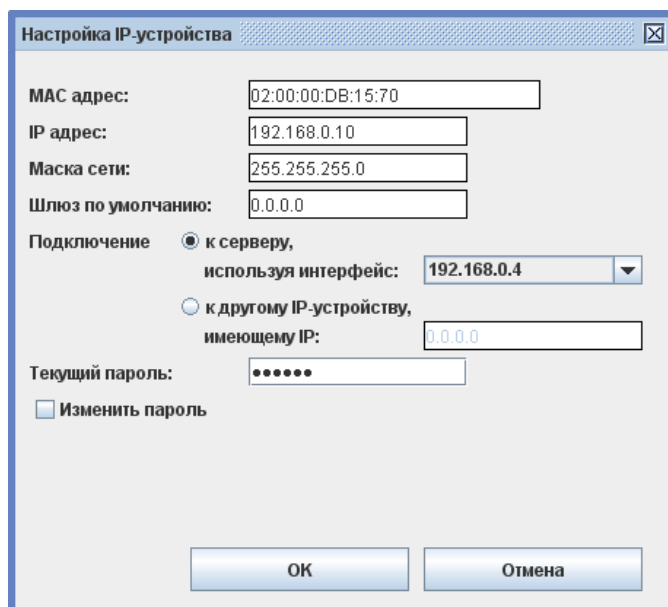 Настройка IP-устройства
MAC адрес: 02:00:00:DB:15:70
IP адрес: 192.168.0.10
Маска сети: 255.255.255.0
Шлюз по умолчанию: 0.0.0.0
Подключение к серверу,
используя интерфейс: 192.168.0.4
к другому IP-устройству,
имеющему IP: 0.0.0.0
Текущий пароль: ••••••
Изменить пароль
OK Отмена